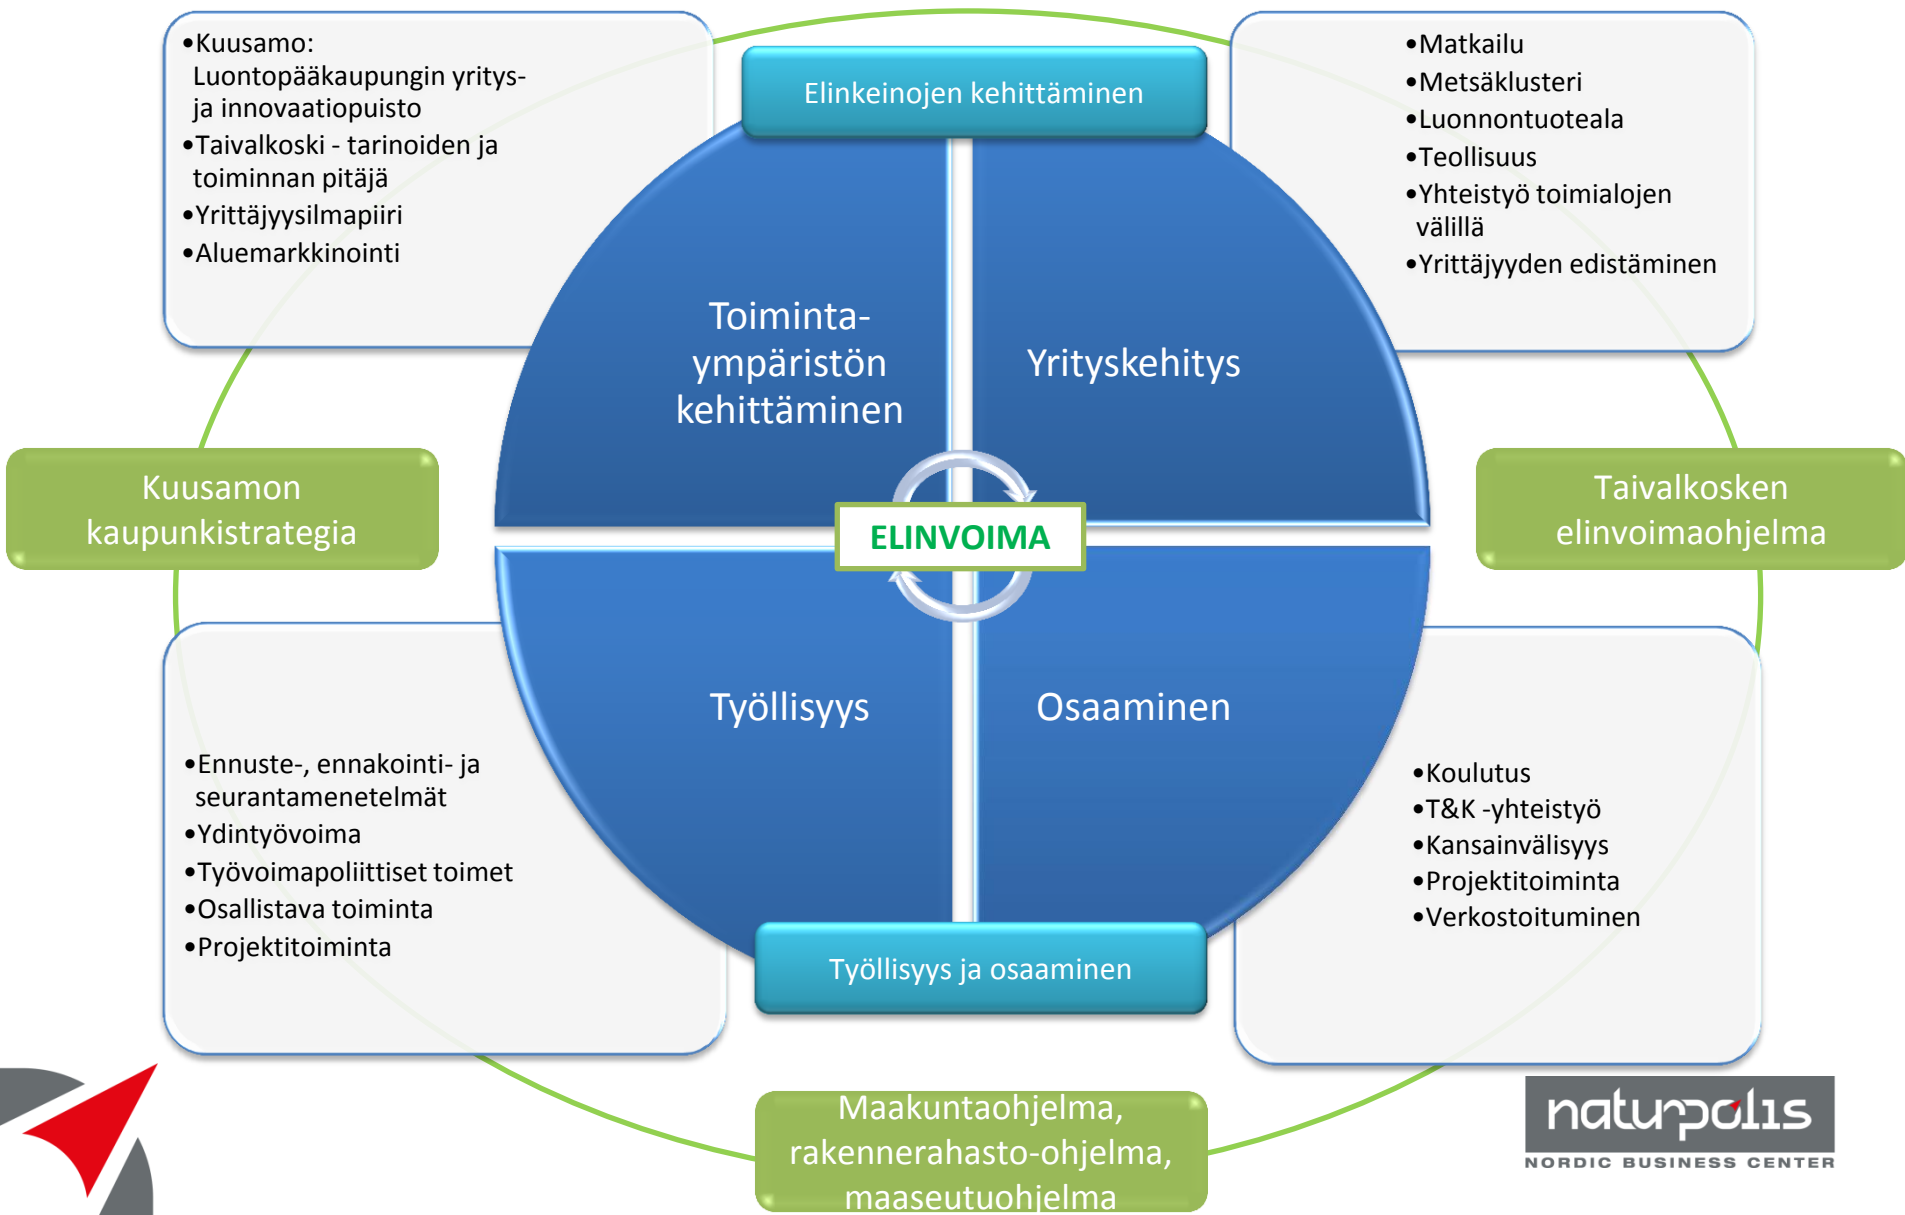 •Kuusamo:
Luontopääkaupungin yritys-
ja innovaatiopuisto
•Taivalkoski - tarinoiden ja
toiminnan pitäjä
•Yrittäjyysilmapiiri
•Aluemarkkinointi
Elinkeinojen kehittäminen
•Matkailu
•Metsäklusteri
•Luonnontuoteala
•Teollisuus
•Yhteistyö toimialojen
välillä
•Yrittäjyyden edistäminen
Toiminta-
ympäristön
kehittäminen
Yrityskehitys
Kuusamon
kaupunkistrategia
ELINVOIMA
Taivalkosken
elinvoimaohjelma
Työllisyys
Osaaminen
•Ennuste-, ennakointi- ja
seurantamenetelmät
•Ydintyövoima
•Työvoimapoliittiset toimet
•Osallistava toiminta
•Projektitoiminta
•Koulutus
•T&K -yhteistyö
•Kansainvälisyys
•Projektitoiminta
•Verkostoituminen
Työllisyys ja osaaminen
Maakuntaohjelma,
rakennerahasto-ohjelma,
maaseutuohjelma
naturpolis
NORDIC BUSINESS CENTER